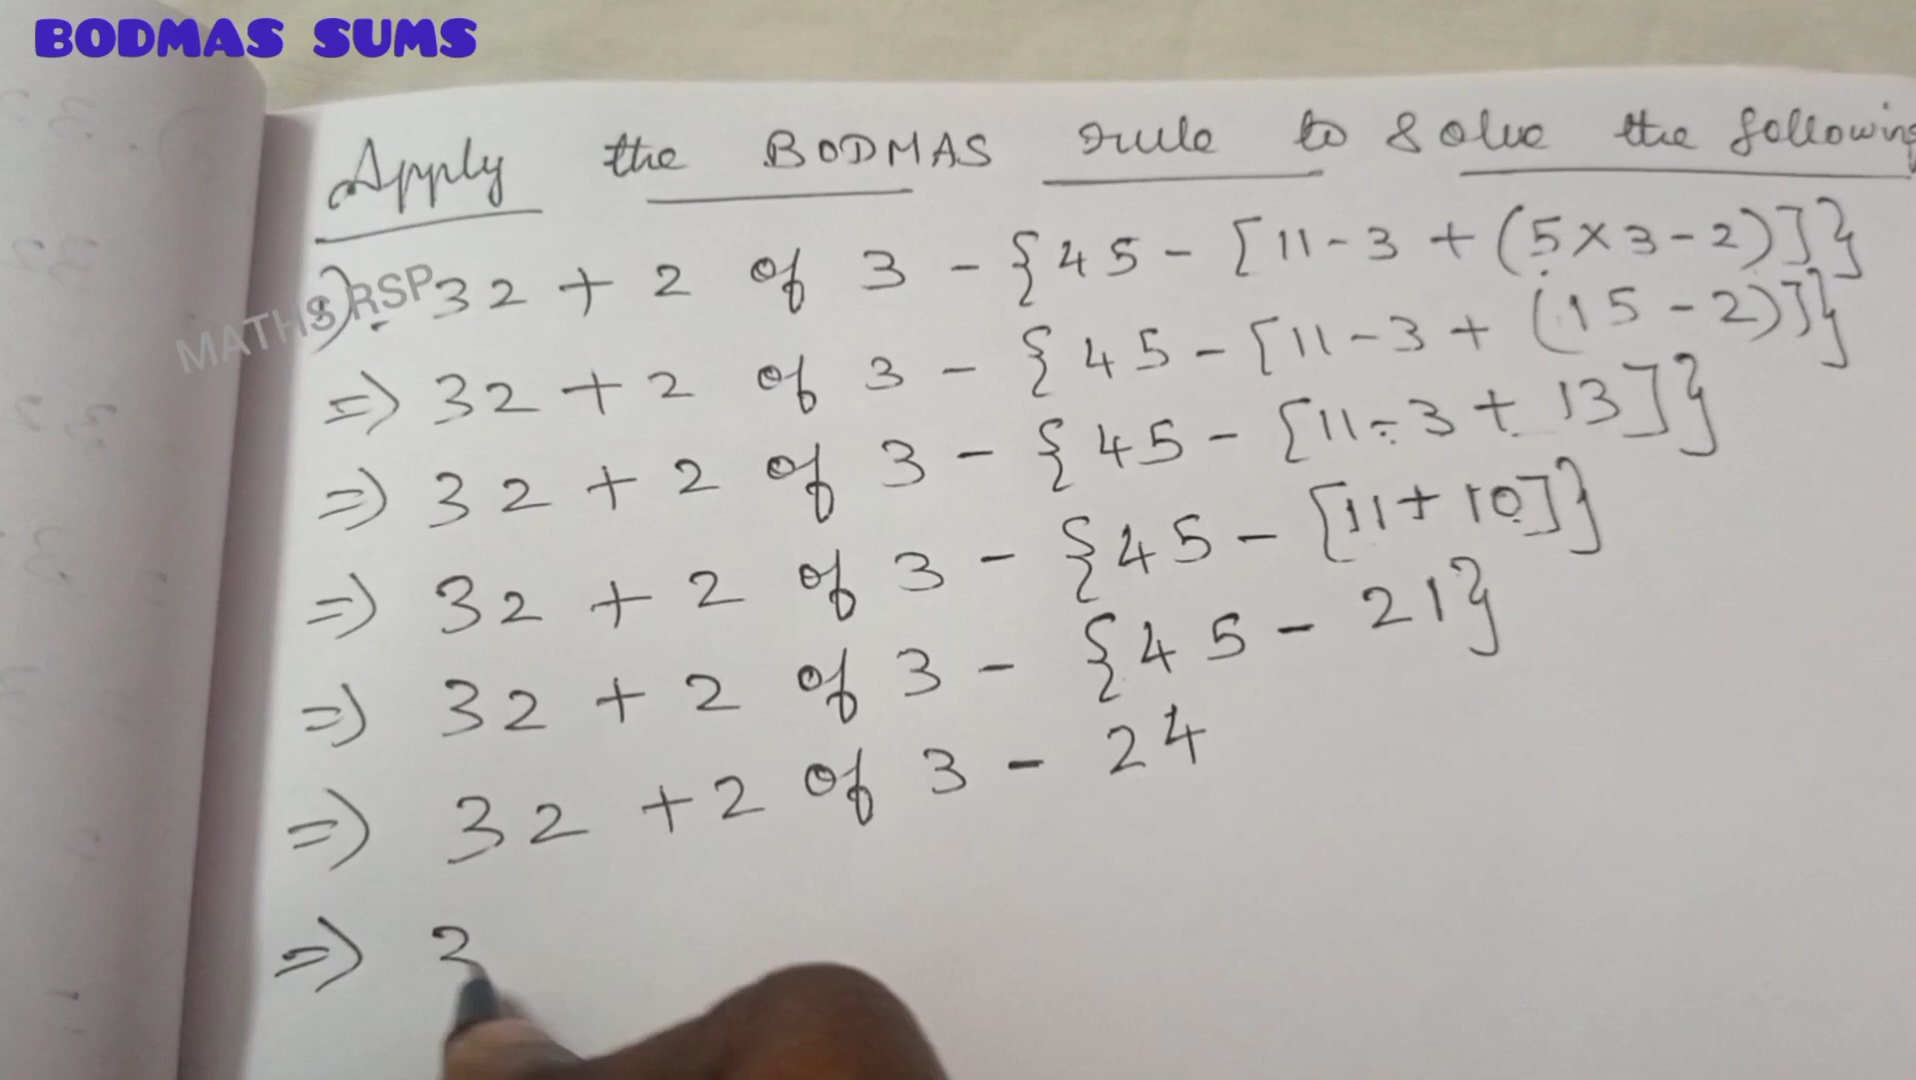 BODMAS SUMS
Apply the BODMAS rule to solve the following
MATHS RSP
3). 32 + 2 of 3 - {45 - [11-3 + (5×3-2)]}
=> 32 + 2 of 3 - {45 - [11-3 + (15-2)]}
=> 32 + 2 of 3 - {45 - [11-3 + 13]}
=> 32 + 2 of 3 - {45 - [11+10]}
=> 32 + 2 of 3 - {45 - 21}
=> 32 + 2 of 3 - 24
=> 3